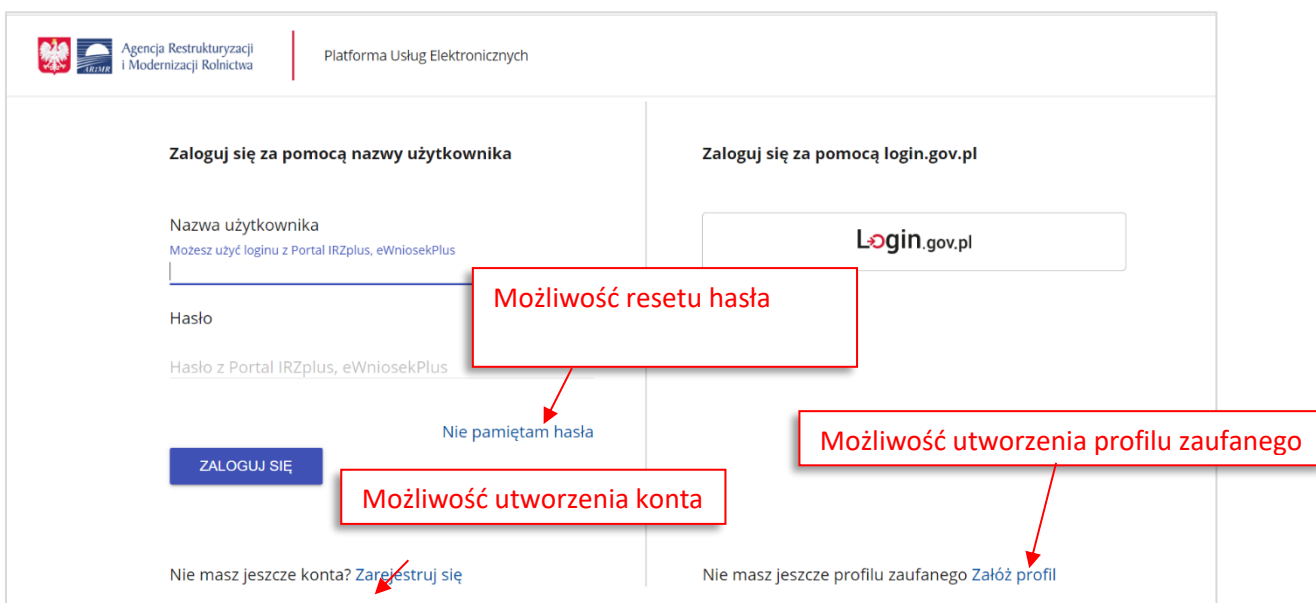 Agencja Restrukturyzacji
i Modernizacji Rolnictwa
ARiMR
Platforma Usług Elektronicznych
Zaloguj się za pomocą nazwy użytkownika
Nazwa użytkownika
Możesz użyć loginu z Portal IRZplus, eWniosekPlus
Możliwość resetu hasła
Hasło
Hasło z Portal IRZplus, eWniosekPlus
Nie pamiętam hasła
ZALOGUJ SIĘ
Możliwość utworzenia konta
Nie masz jeszcze konta? Zarejestruj się
Zaloguj się za pomocą login.gov.pl
Login.gov.pl
Możliwość utworzenia profilu zaufanego
Nie masz jeszcze profilu zaufanego Załóż profil